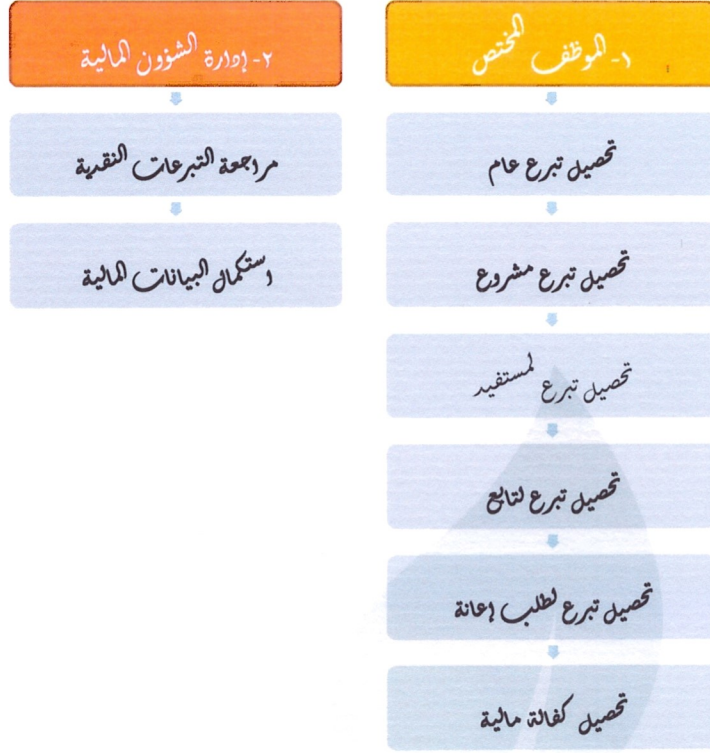 ١- الموظف المختص
تحصيل تبرع عام
تحصيل تبرع مشروع
تحصيل تبرع لمستفيد
تحصيل تبرع لتابع
تحصيل تبرع لطلب إعانة
تحصيل كفالة مالية
٢- إدارة الشؤون المالية
مراجعة التبرعات النقدية
استكمال البيانات المالية